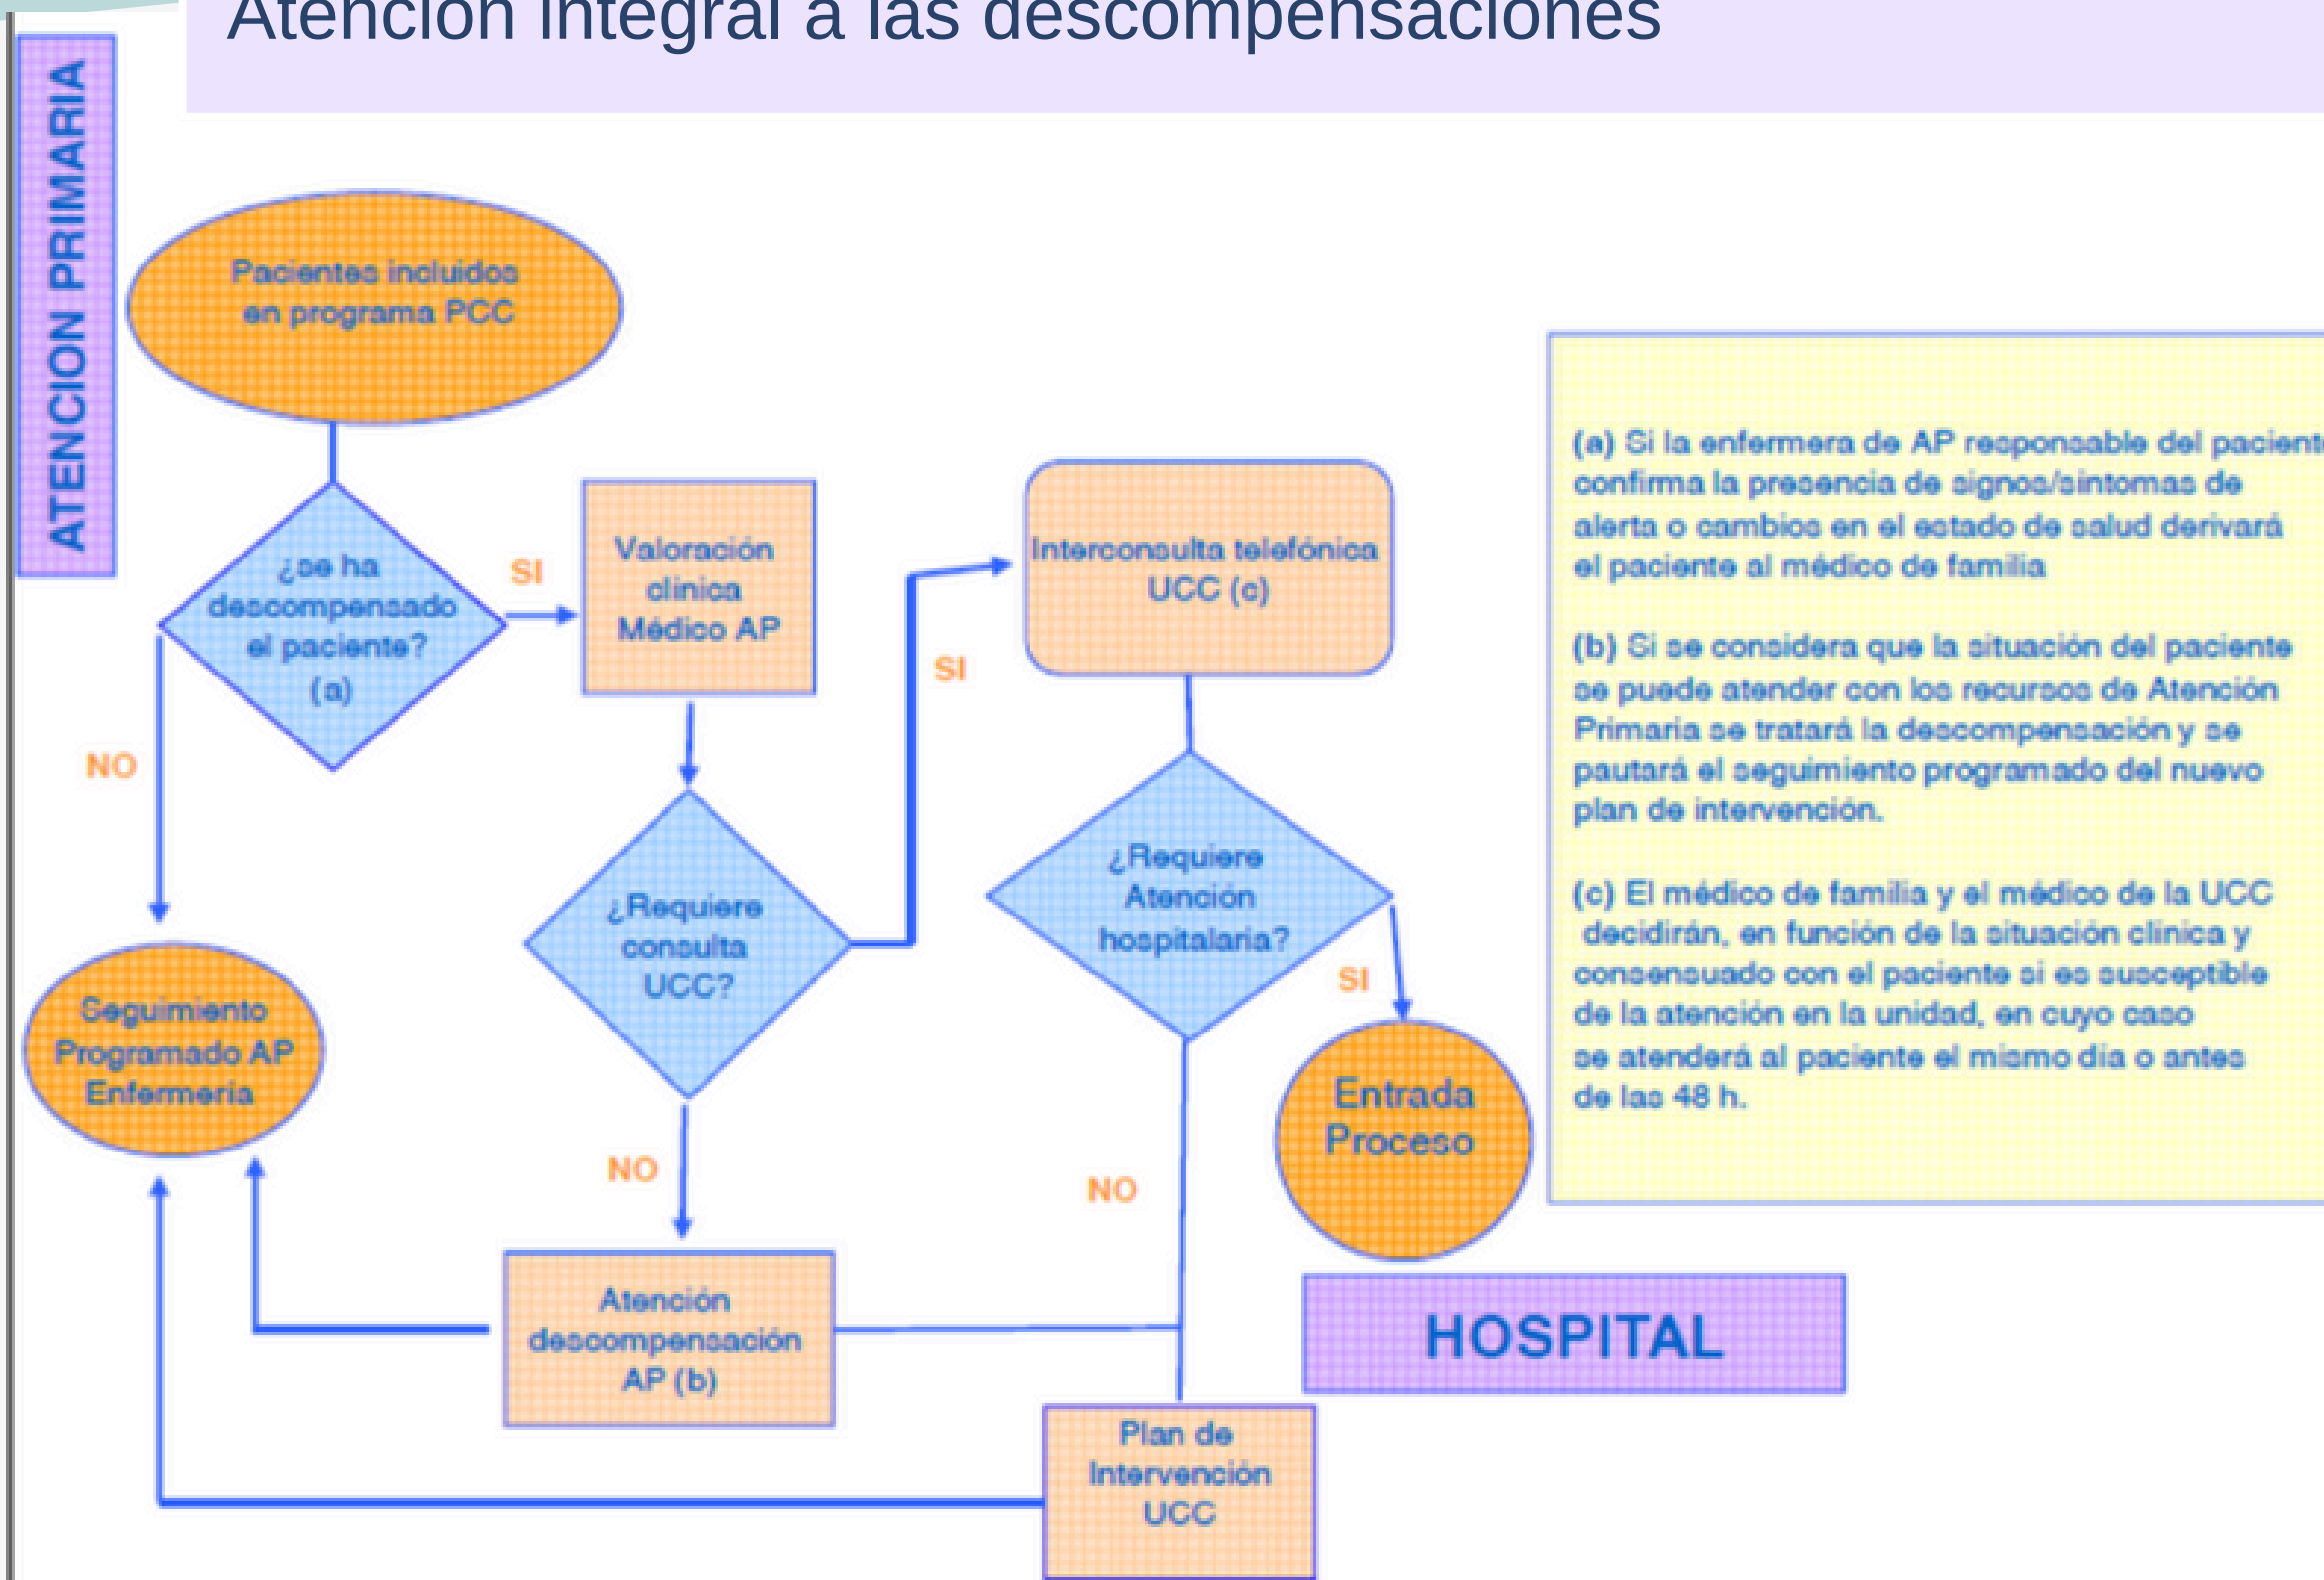 Atención integral a las descompensaciones
ATENCION PRIMARIA
Pacientes incluidos
en programa PCC
¿se ha
descompensado
el paciente?
(a)
SI
NO
Valoración
clínica
Médico AP
¿Requiere
consulta
UCC?
SI
NO
Interconsulta telefónica
UCC (c)
¿Requiere
Atención
hospitalaria?
SI
NO
Seguimiento
Programado AP
Enfermería
Entrada
Proceso
Atención
descompensación
AP (b)
Plan de
Intervención
UCC
HOSPITAL
(a) Si la enfermera de AP responsable del paciente
confirma la presencia de signos/síntomas de
alerta o cambios en el estado de salud derivará
el paciente al médico de familia
(b) Si se considera que la situación del paciente
se puede atender con los recursos de Atención
Primaria se tratará la descompensación y se
pautará el seguimiento programado del nuevo
plan de intervención.
(c) El médico de familia y el médico de la UCC
decidirán, en función de la situación clínica y
consensuado con el paciente si es susceptible
de la atención en la unidad, en cuyo caso
se atenderá al paciente el mismo día o antes
de las 48 h.